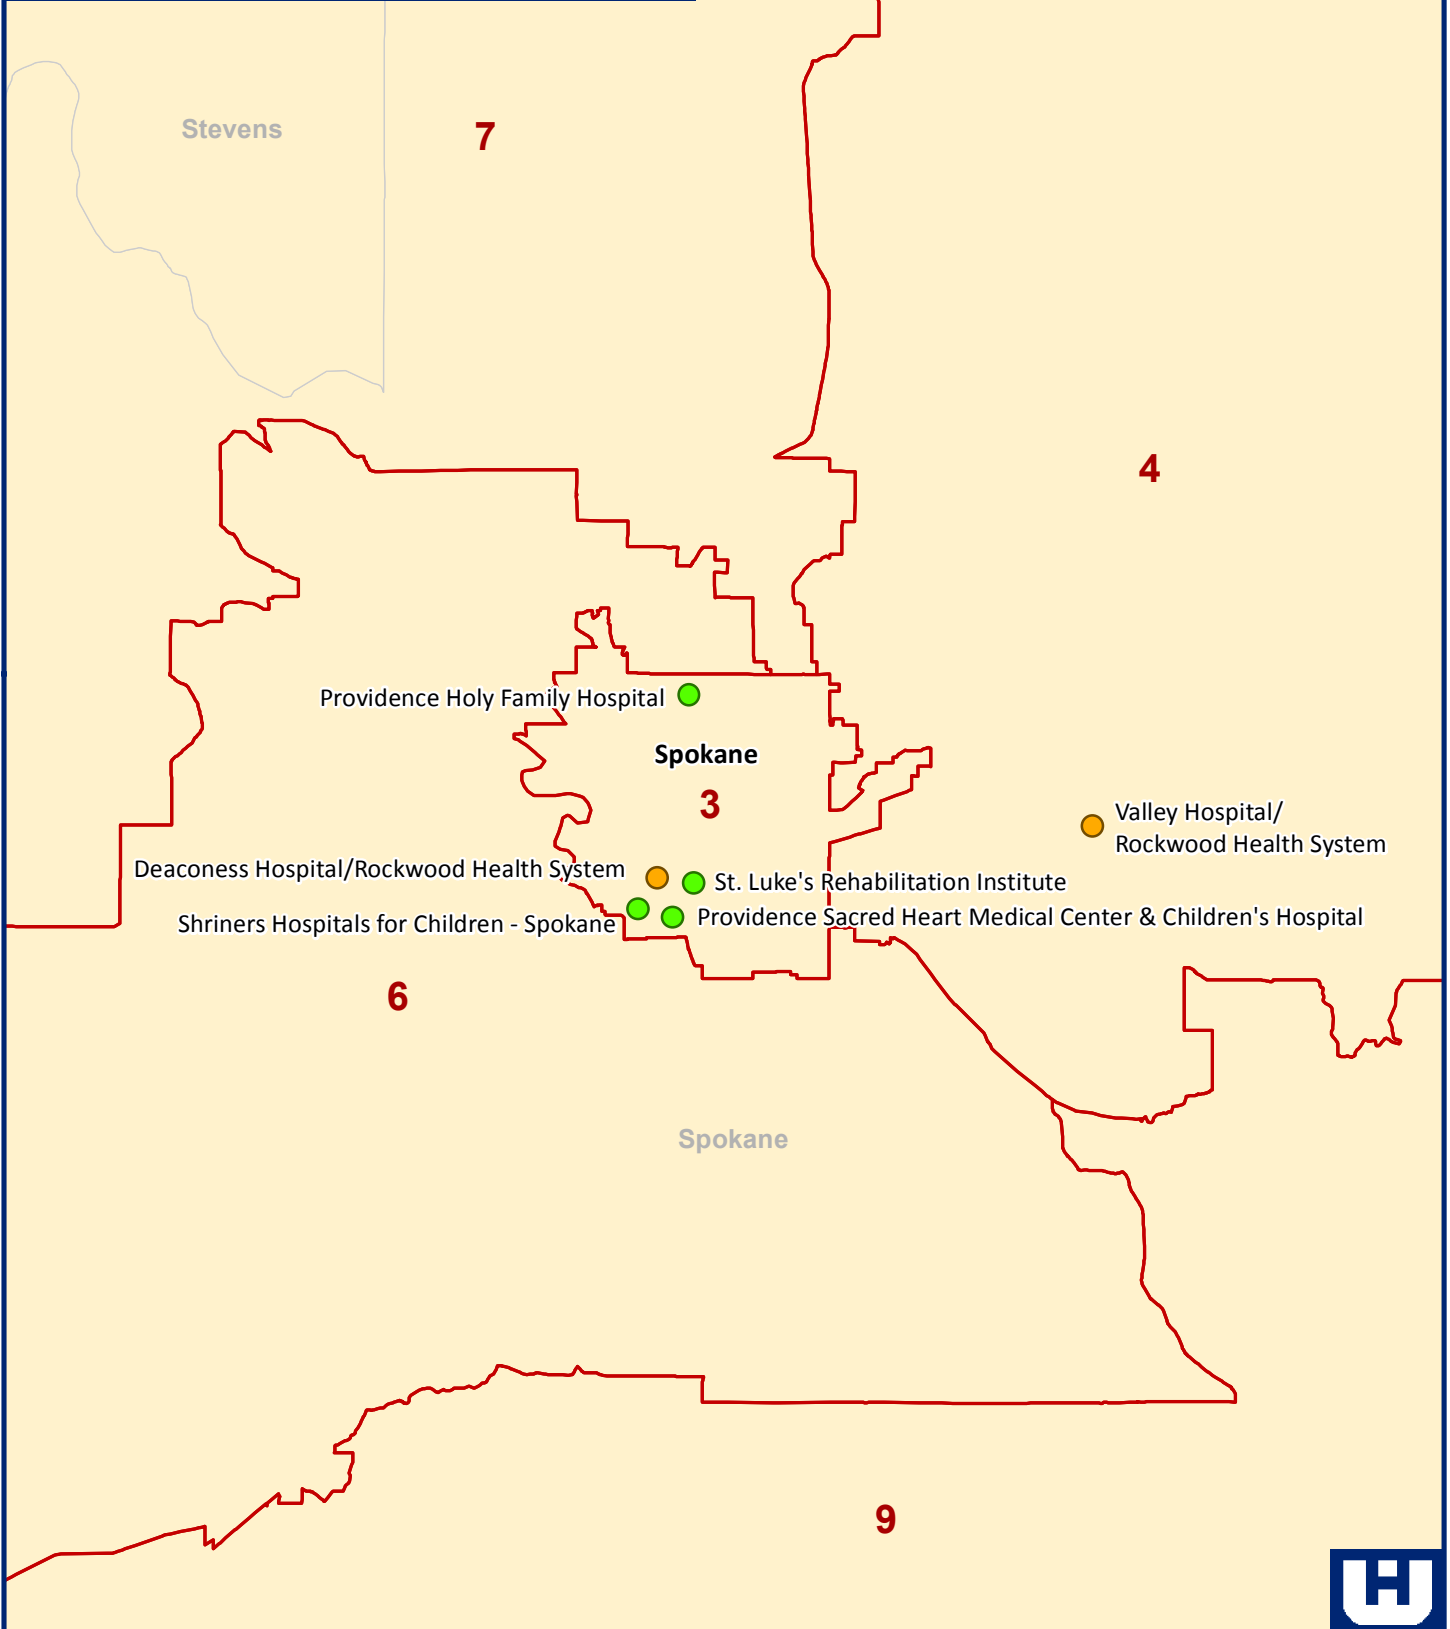 Stevens
7
4
Providence Holy Family Hospital
Spokane
3
Valley Hospital/
Rockwood Health System
Deaconess Hospital/Rockwood Health System
St. Luke's Rehabilitation Institute
Shriners Hospitals for Children - Spokane
Providence Sacred Heart Medical Center & Children's Hospital
6
Spokane
9